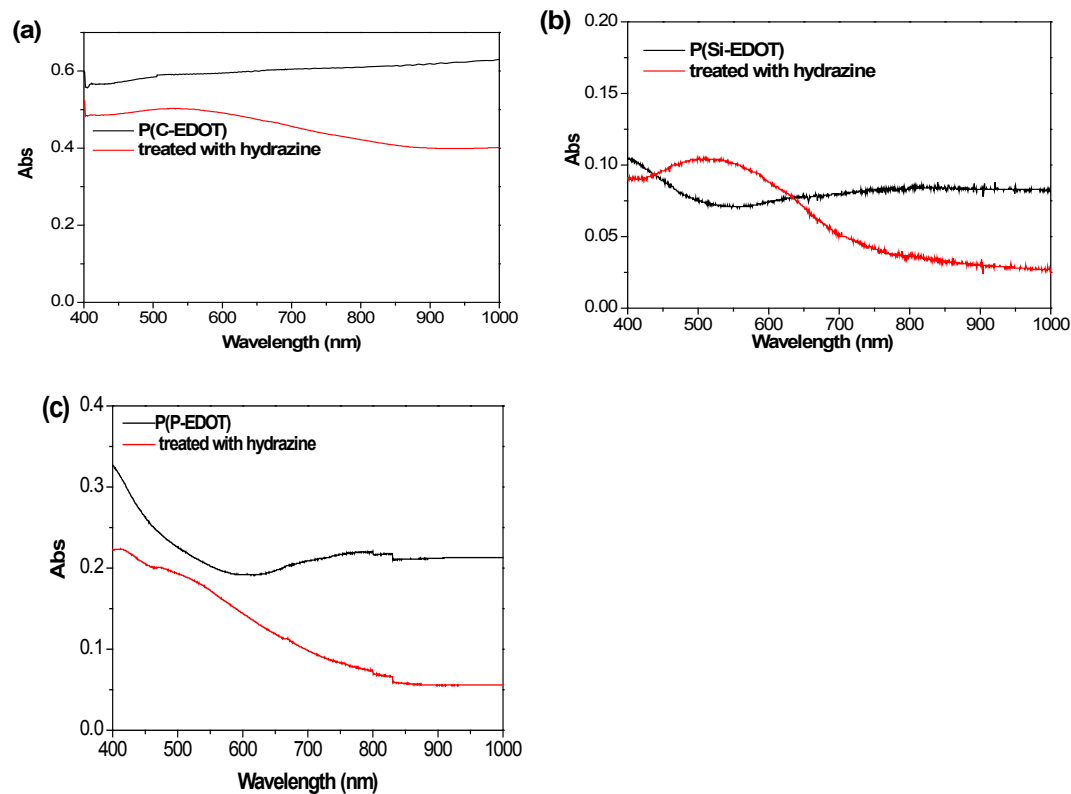 (a)
0.6
0.4
0.2
0.0
Abs
P(C-EDOT)
treated with hydrazine
400 500 600 700 800 900 1000
Wavelength (nm)
(b)
0.20
0.15
0.10
0.05
0.00
Abs
P(Si-EDOT)
treated with hydrazine
400 500 600 700 800 900 1000
Wavelength (nm)
(c)
0.4
0.3
0.2
0.1
0.0
Abs
P(P-EDOT)
treated with hydrazine
400 500 600 700 800 900 1000
Wavelength (nm)